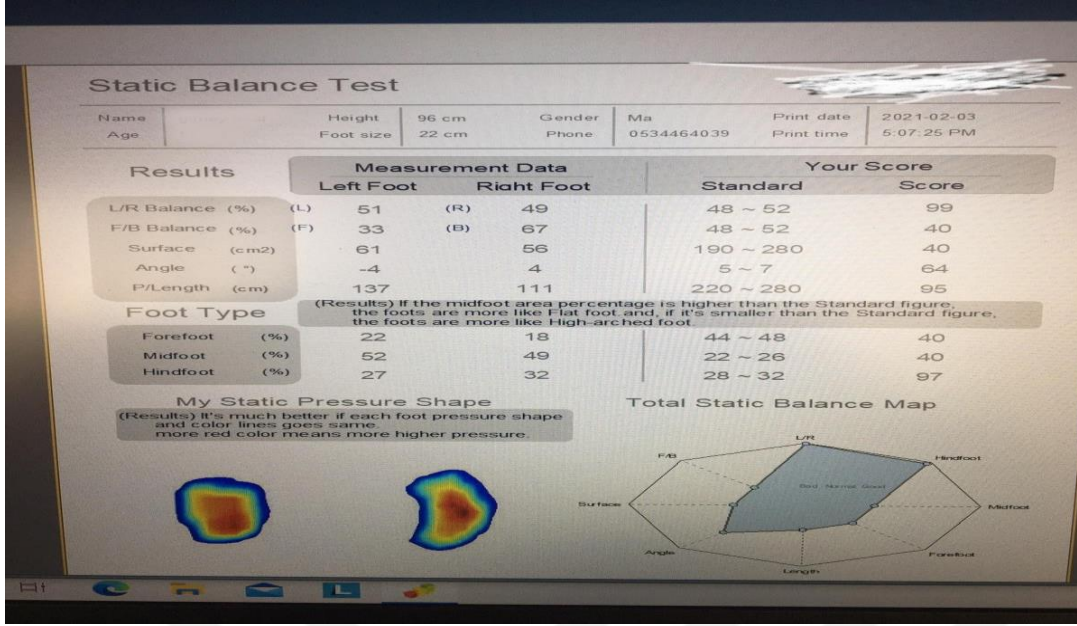 Static Balance Test
Name Height 96 cm Gender Ma Print date 2021-02-03
Age Foot size 22 cm Phone 0534464039 Print time 5:07:25 PM
Results Measurement Data Your Score
Left Foot Right Foot Standard Score
L/R Balance (%) (L) 51 (R) 49 48 ~ 52 99
F/B Balance (%) (F) 33 (B) 67 48 ~ 52 40
Surface (cm2) 61 56 190 ~ 280 40
Angle (°) -4 4 5 ~ 7 64
P/Length (cm) 137 111 220 ~ 280 95
Foot Type (Results) If the midfoot area percentage is higher than the Standard figure,
the foots are more like Flat foot.and, if it's smaller than the Standard figure,
the foots are more like High-arched foot
Forefoot (%) 22 18 44 ~ 48 40
Midfoot (%) 52 49 22 ~ 26 40
Hindfoot (%) 27 32 28 ~ 32 97
My Static Pressure Shape Total Static Balance Map
(Results) It's much better if each foot pressure shape
and color lines goes same.
more red color means more higher pressure.
L/R
F/B Hindfoot
Bad Normal Good
Surface Midfoot
Angle Forefoot
Length
L